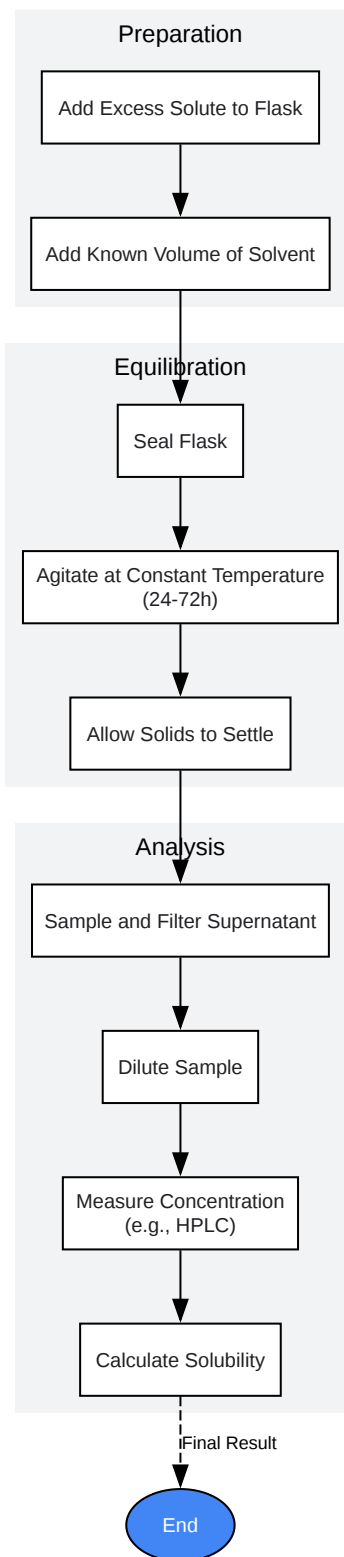 Preparation
Add Excess Solute to Flask
Add Known Volume of Solvent
Equilibration
Seal Flask
Agitate at Constant Temperature
(24-72h)
Allow Solids to Settle
Analysis
Sample and Filter Supernatant
Dilute Sample
Measure Concentration
(e.g., HPLC)
Calculate Solubility
Final Result
End